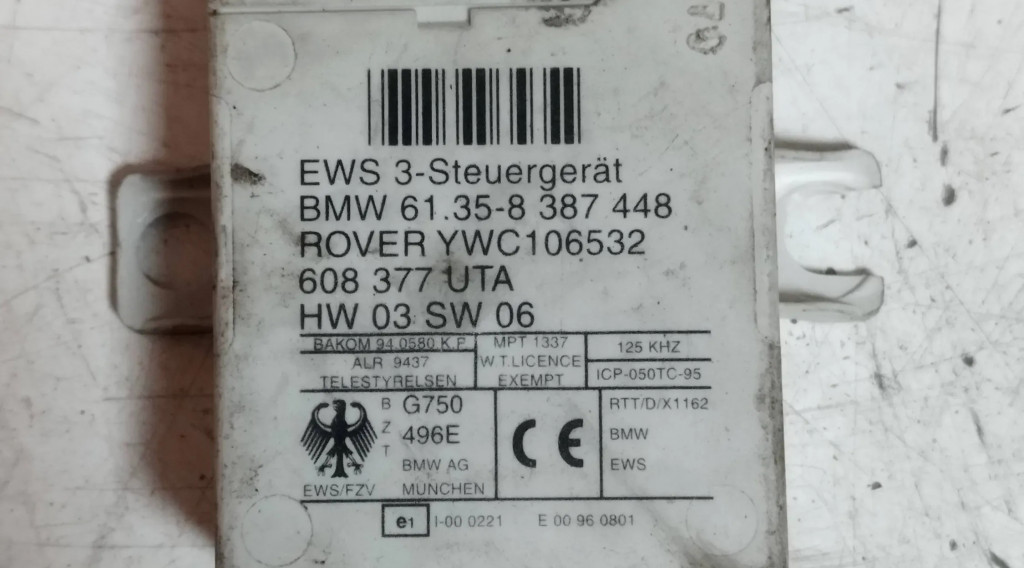 EWS 3-Steuergerät
BMW 61.35-8 387 448
ROVER YWC106532
608 377 UTA
HW 03 SW 06
BAKOM 94.0580.K.P.
ALR 9437
TELESTYRELSEN
MPT 1337
W.T.LICENCE
EXEMPT
125 KHZ
ICP-050TC-95
BZT
G750
496E
BMW AG
MÜNCHEN
EWS/FZV
CE
RTT/D/X1162
BMW
EWS
e1 I-00 0221 E 00 96 0801